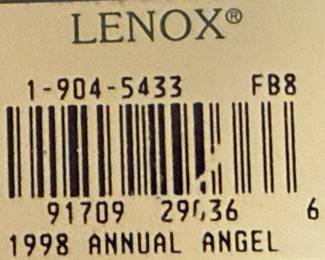 LENOX®
1-904-5433 FB8
91709 6
1998 ANNUAL ANGEL